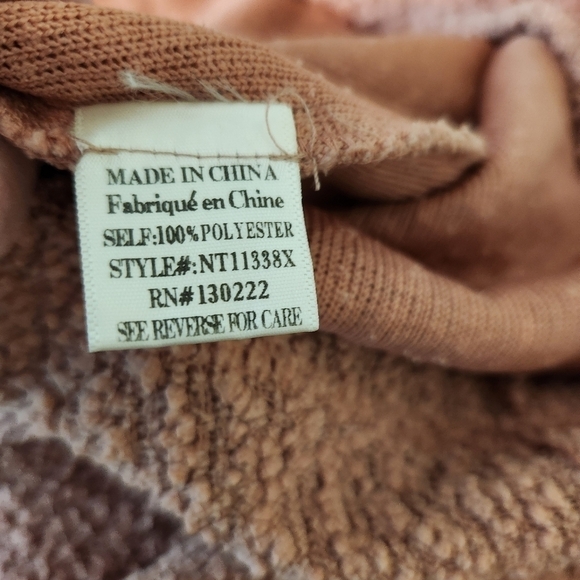 MADE IN CHINA
Fabriqué en Chine
SELF:100% POLYESTER
STYLE#:NT11338X
RN#130222
SEE REVERSE FOR CARE